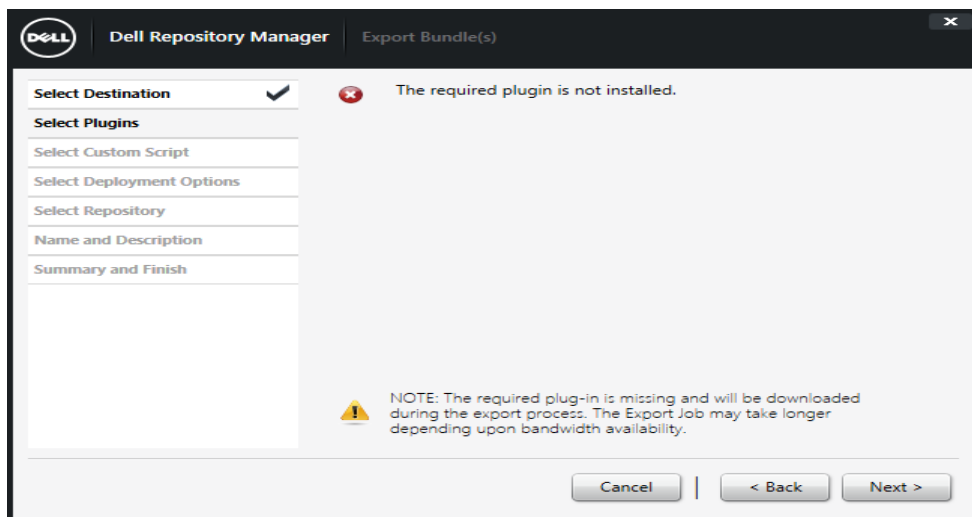 DELL
Dell Repository Manager
Export Bundle(s)
Select Destination
Select Plugins
Select Custom Script
Select Deployment Options
Select Repository
Name and Description
Summary and Finish
The required plugin is not installed.
NOTE: The required plug-in is missing and will be downloaded
during the export process. The Export Job may take longer
depending upon bandwidth availability.
Cancel
< Back
Next >